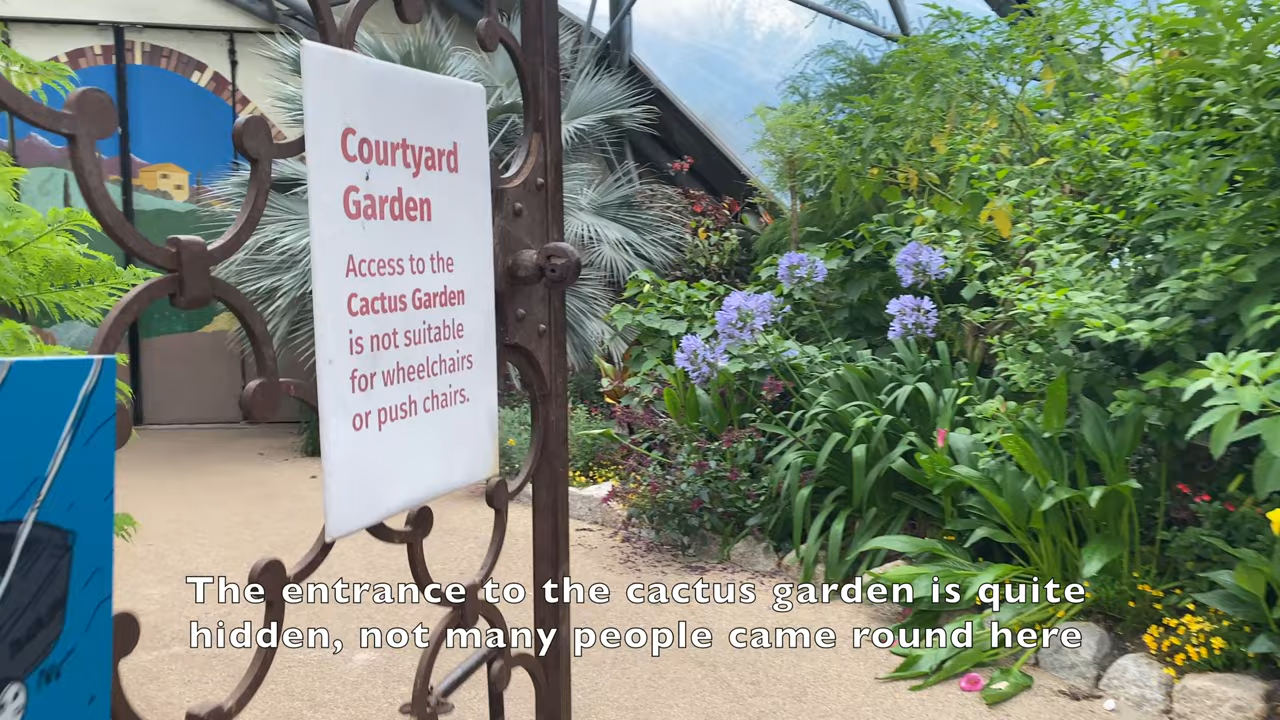 Courtyard
Garden
Access to the
Cactus Garden
is not suitable
for wheelchairs
or push chairs.
The entrance to the cactus garden is quite
hidden, not many people came round here